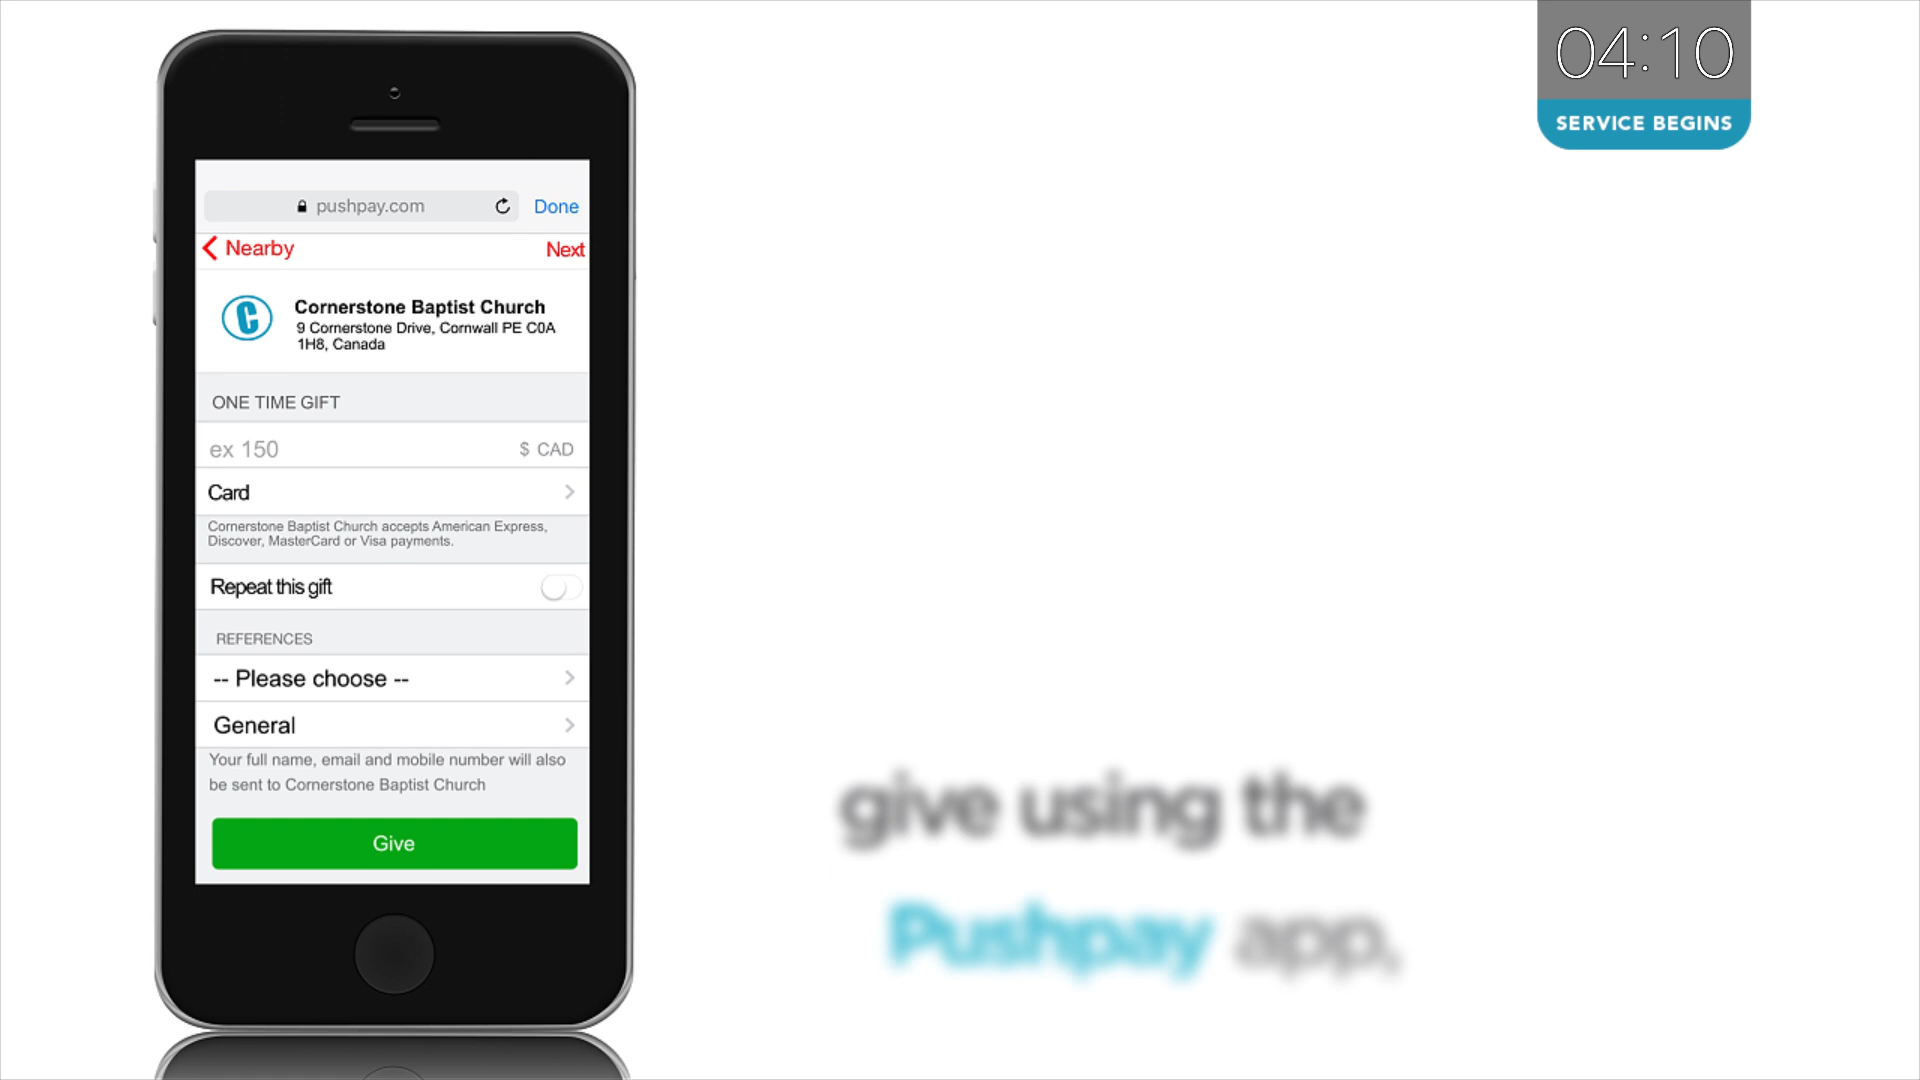 04:10
SERVICE BEGINS
pushpay.com
Done
Nearby
Next
C
Cornerstone Baptist Church
9 Cornerstone Drive, Cornwall PE C0A
1H8, Canada
ONE TIME GIFT
ex 150
$ CAD
Card
Cornerstone Baptist Church accepts American Express,
Discover, MasterCard or Visa payments.
Repeat this gift
REFERENCES
-- Please choose --
General
Your full name, email and mobile number will also
be sent to Cornerstone Baptist Church
Give
give using the
Pushpay app,